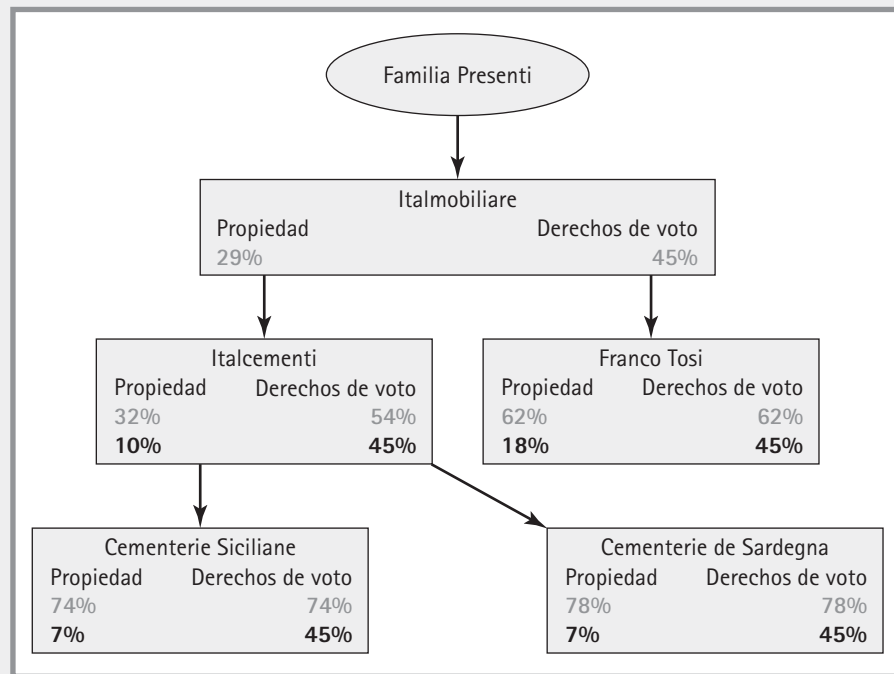 Familia Presenti
Italmobiliare
Propiedad Derechos de voto
29% 45%
Italcementi
Propiedad Derechos de voto
32% 54%
10% 45%
Franco Tosi
Propiedad Derechos de voto
62% 62%
18% 45%
Cementerie Siciliane
Propiedad Derechos de voto
74% 74%
7% 45%
Cementerie de Sardegna
Propiedad Derechos de voto
78% 78%
7% 45%